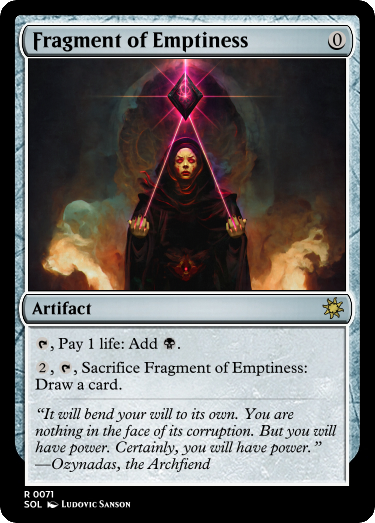 Fragment of Emptiness 0
Artifact
, Pay 1 life: Add .
2, , Sacrifice Fragment of Emptiness:
Draw a card.
“It will bend your will to its own. You are
nothing in the face of its corruption. But you will
have power. Certainly, you will have power.”
—Ozynadas, the Archfiend
R 0071
SOL Ludovic Sanson